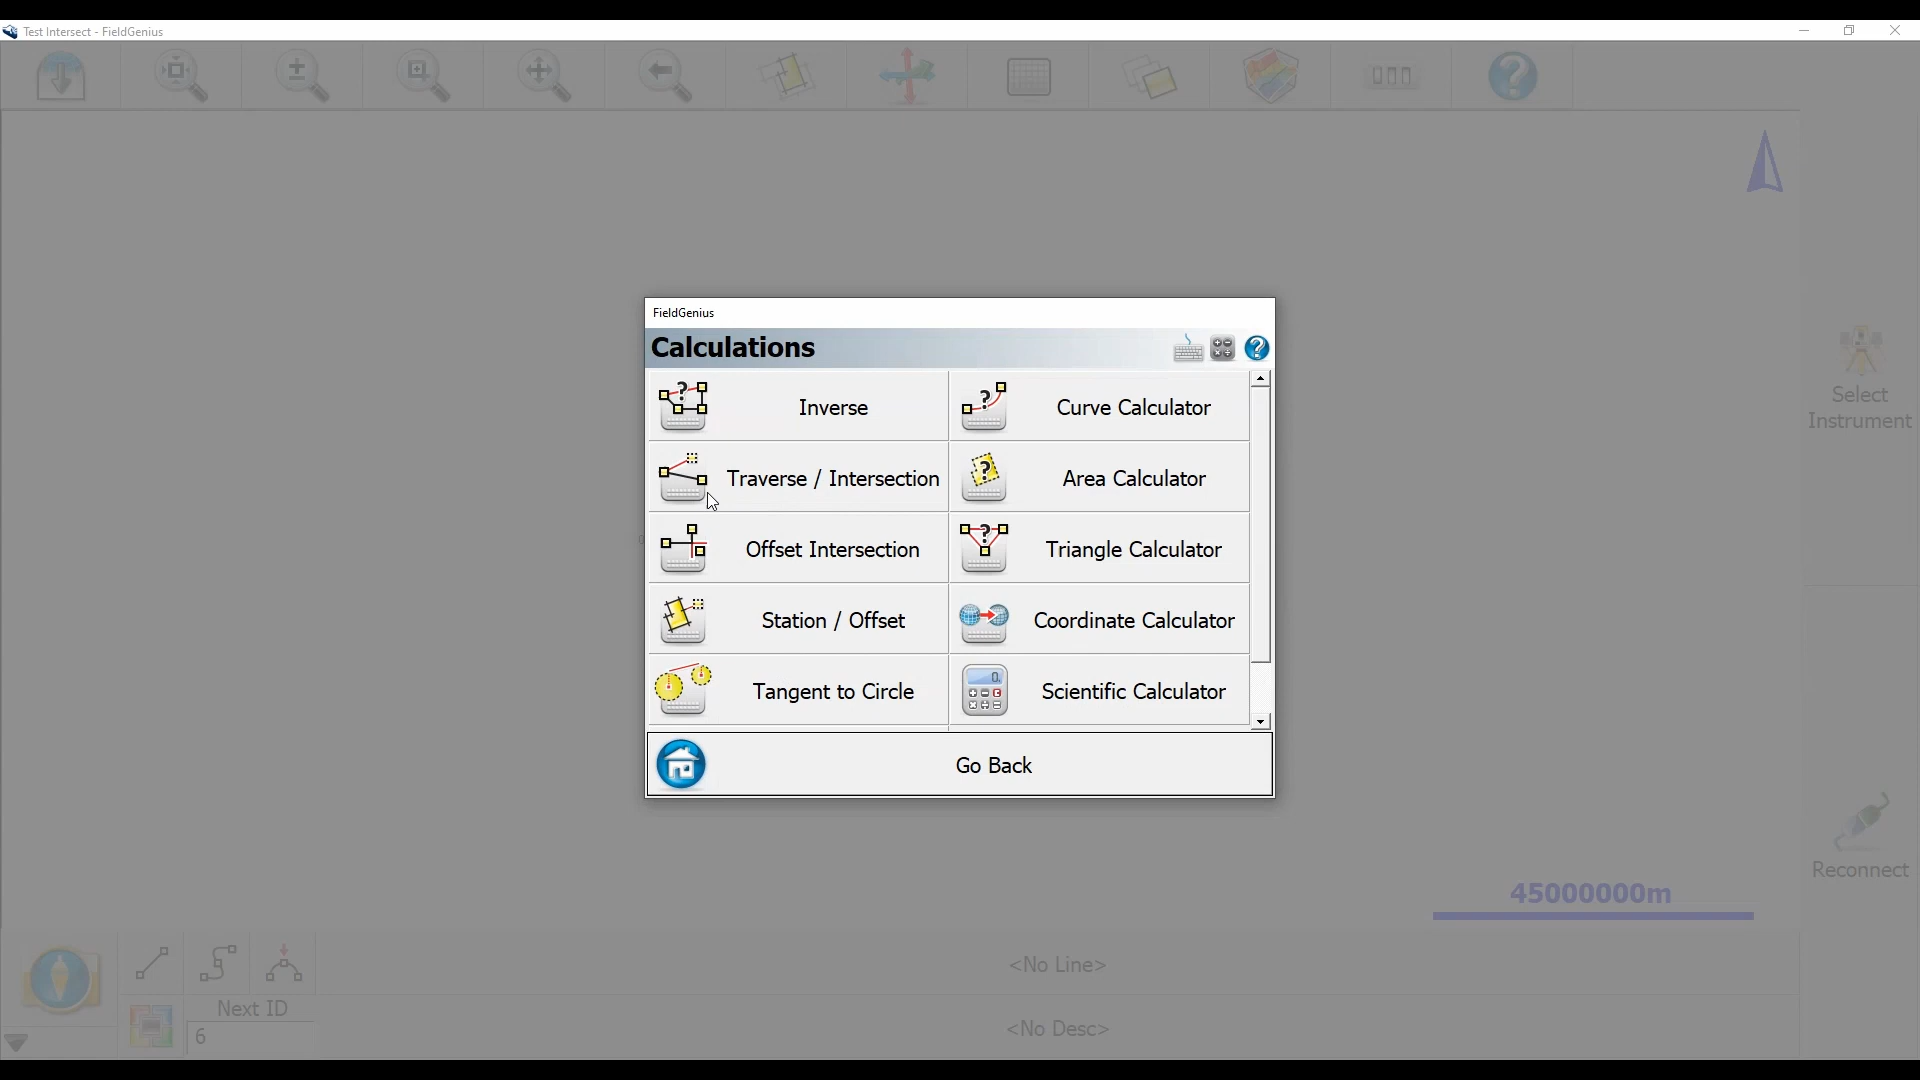 Test Intersect - FieldGenius
Select
Instrument
FieldGenius
Calculations
Inverse
Curve Calculator
Traverse / Intersection
Area Calculator
Offset Intersection
Triangle Calculator
Station / Offset
Coordinate Calculator
Tangent to Circle
Scientific Calculator
Go Back
Reconnect
45000000m
<No Line>
Next ID
6
<No Desc>